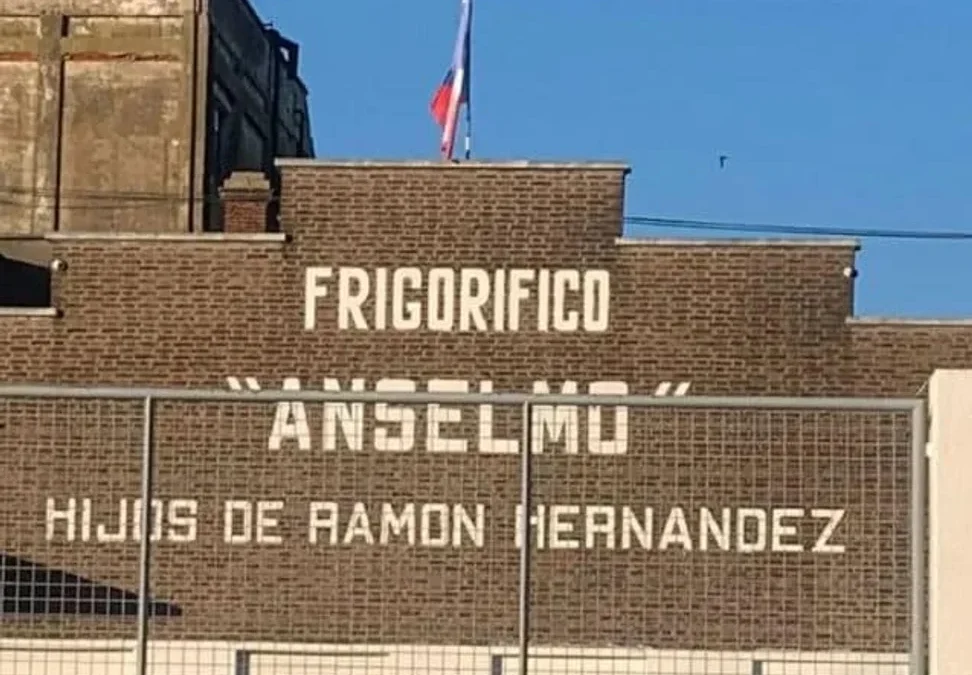 FRIGORIFICO
"ANSELMO"
HIJOS DE RAMON HERNANDEZ